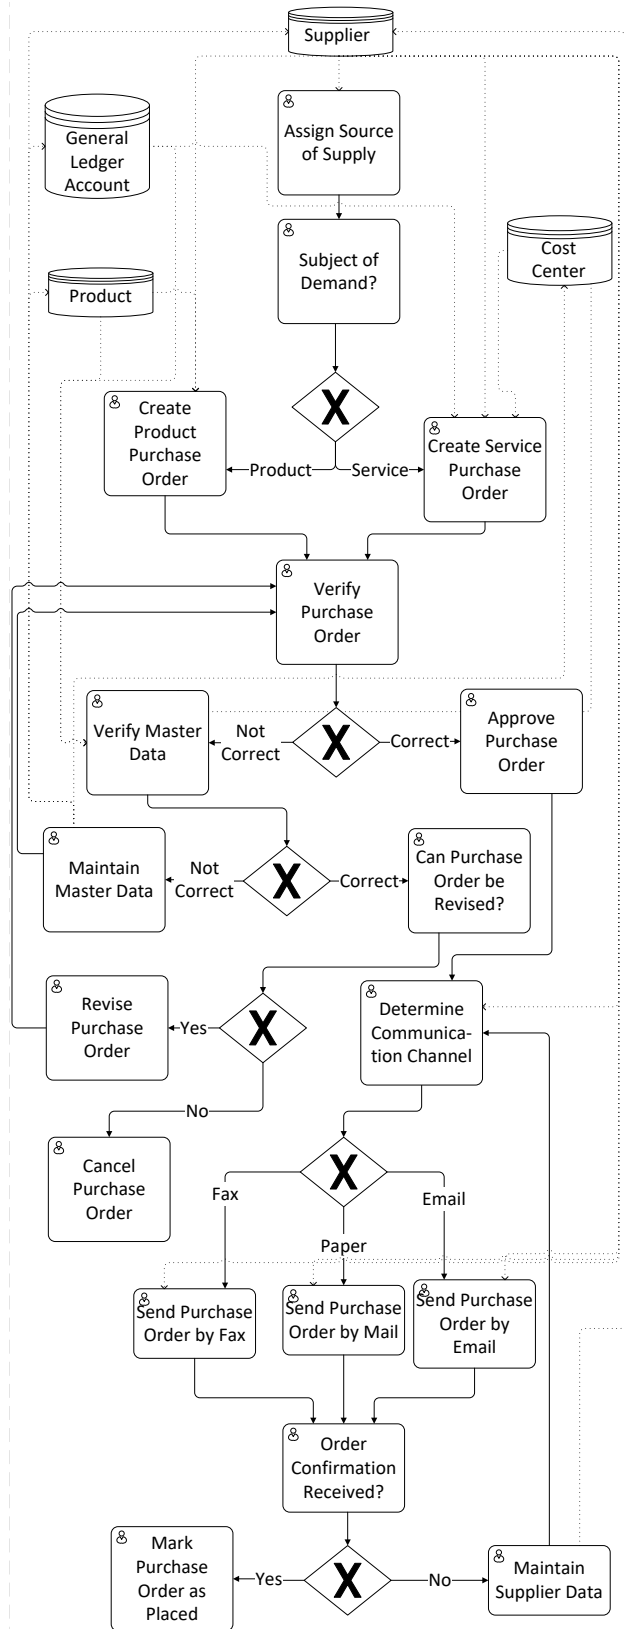 Supplier
Assign Source
of Supply
General
Ledger
Account
Subject of
Demand?
Cost
Center
Product
X
Create
Product
Purchase
Order
Create Service
Purchase
Order
Product
Service
Verify
Purchase
Order
Verify Master
Data
Not
Correct
X
Correct
Approve
Purchase
Order
Maintain
Master Data
Not
Correct
X
Correct
Can Purchase
Order be
Revised?
Revise
Purchase
Order
Yes
X
Determine
Communica-
tion Channel
No
Cancel
Purchase
Order
X
Fax
Email
Paper
Send Purchase
Order by Fax
Send Purchase
Order by Mail
Send Purchase
Order by
Email
Order
Confirmation
Received?
Mark
Purchase
Order as
Placed
Yes
X
No
Maintain
Supplier Data